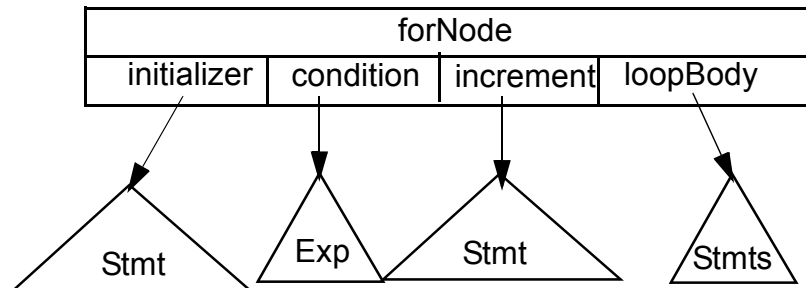 forNode
initializer condition increment loopBody
Stmt Exp Stmt Stmts